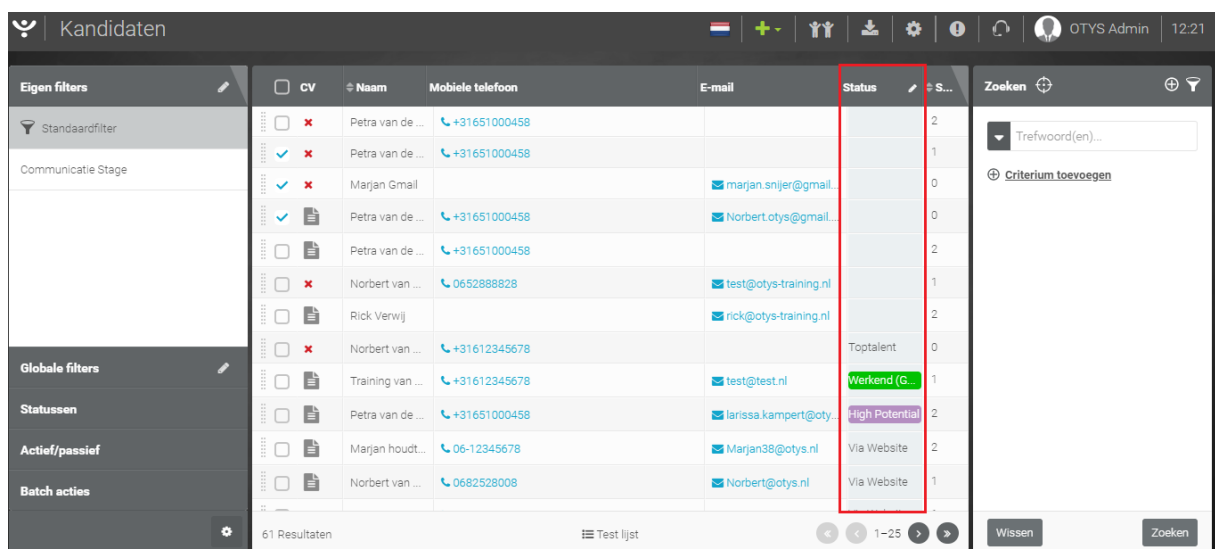 Kandidaten OTYS Admin 12:21
Eigen filters
Standaardfilter
Communicatie Stage
Globale filters
Statussen
Actief/passief
Batch acties
CV Naam Mobiele telefoon E-mail Status S...
Petra van de ... +31651000458 2
Petra van de ... +31651000458 1
Marjan Gmail marjan.snijer@gmail... 0
Petra van de ... +31651000458 Norbert.otys@gmail.... 0
Petra van de ... +31651000458 2
Norbert van ... 0652888828 test@otys-training.nl 1
Rick Verwij rick@otys-training.nl 2
Norbert van ... +31612345678 Toptalent 0
Training van ... +31612345678 test@test.nl Werkend (G... 1
Petra van de ... +31651000458 larissa.kampert@oty... High Potential 2
Marjan houdt... 06-12345678 Marjan38@otys.nl Via Website 2
Norbert van ... 0682528008 Norbert@otys.nl Via Website 1
61 Resultaten Test lijst 1–25
Zoeken
Trefwoord(en)...
Criterium toevoegen
Wissen Zoeken